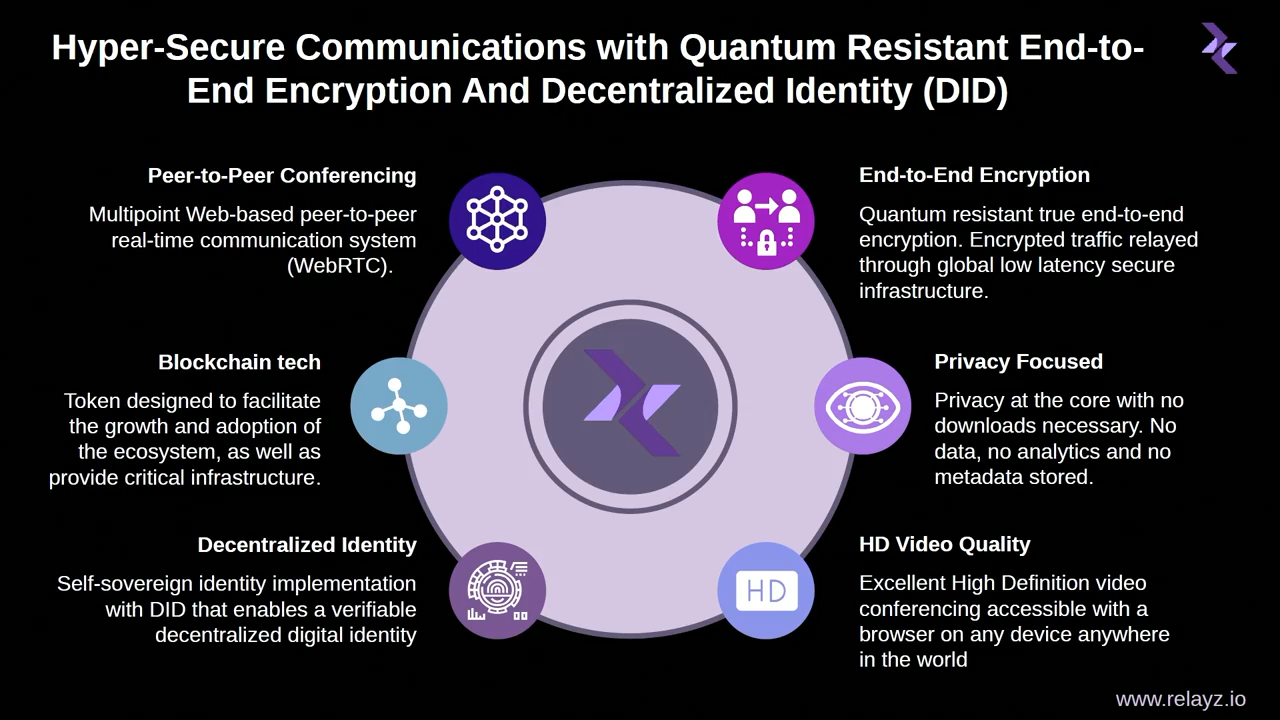 Hyper-Secure Communications with Quantum Resistant End-to-
End Encryption And Decentralized Identity (DID)
Peer-to-Peer Conferencing
Multipoint Web-based peer-to-peer
real-time communication system
(WebRTC).
End-to-End Encryption
Quantum resistant true end-to-end
encryption. Encrypted traffic relayed
through global low latency secure
infrastructure.
Blockchain tech
Token designed to facilitate
the growth and adoption of
the ecosystem, as well as
provide critical infrastructure.
Privacy Focused
Privacy at the core with no
downloads necessary. No
data, no analytics and no
metadata stored.
Decentralized Identity
Self-sovereign identity implementation
with DID that enables a verifiable
decentralized digital identity
HD
HD Video Quality
Excellent High Definition video
conferencing accessible with a
browser on any device anywhere
in the world
www.relayz.io